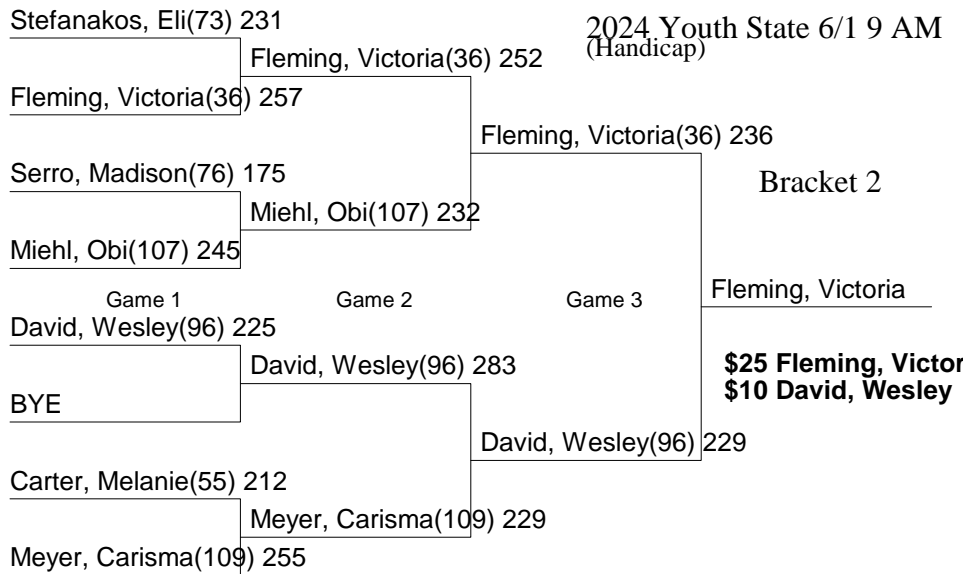 Stefanakos, Eli(73) 231
2024 Youth State 6/1 9 AM
(Handicap)
Fleming, Victoria(36) 252
Fleming, Victoria(36) 257
Fleming, Victoria(36) 236
Serro, Madison(76) 175
Bracket 2
Miehl, Obi(107) 232
Miehl, Obi(107) 245
Game 1
Game 2
Game 3
Fleming, Victoria
David, Wesley(96) 225
David, Wesley(96) 283
$25 Fleming, Victor
$10 David, Wesley
BYE
David, Wesley(96) 229
Carter, Melanie(55) 212
Meyer, Carisma(109) 229
Meyer, Carisma(109) 255